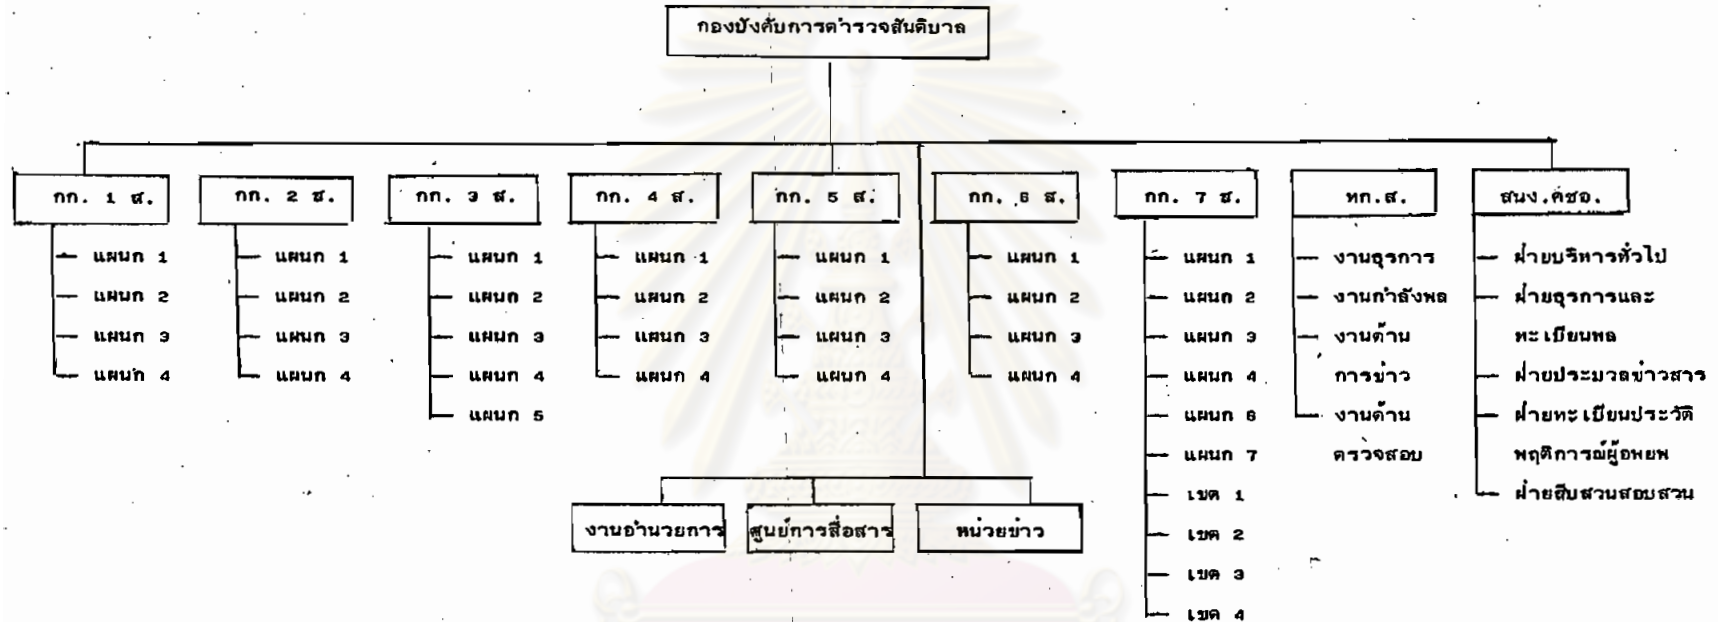 กองบังคับการตำรวจสันติบาล
กก. 1 ส.
แผนก 1
แผนก 2
แผนก 3
แผนก 4
กก. 2 ส.
แผนก 1
แผนก 2
แผนก 3
แผนก 4
กก. 3 ส.
แผนก 1
แผนก 2
แผนก 3
แผนก 4
แผนก 5
กก. 4 ส.
แผนก 1
แผนก 2
แผนก 3
แผนก 4
กก. 5 ส.
แผนก 1
แผนก 2
แผนก 3
แผนก 4
กก. 6 ส.
แผนก 1
แผนก 2
แผนก 3
แผนก 4
กก. 7 ส.
แผนก 1
แผนก 2
แผนก 3
แผนก 4
แผนก 6
แผนก 7
เขต 1
เขต 2
เขต 3
เขต 4
ทก.ส.
งานธุรการ
งานกำลังพล
งานด้าน
การข่าว
งานด้าน
ตรวจสอบ
สนง.คชอ.
ฝ่ายบริหารทั่วไป
ฝ่ายธุรการและ
ทะเบียนพล
ฝ่ายประมวลข่าวสาร
ฝ่ายทะเบียนประวัติ
พฤติการณ์ผู้อพยพ
ฝ่ายสืบสวนสอบสวน
งานอำนวยการ
ศูนย์การสื่อสาร
หน่วยข่าว